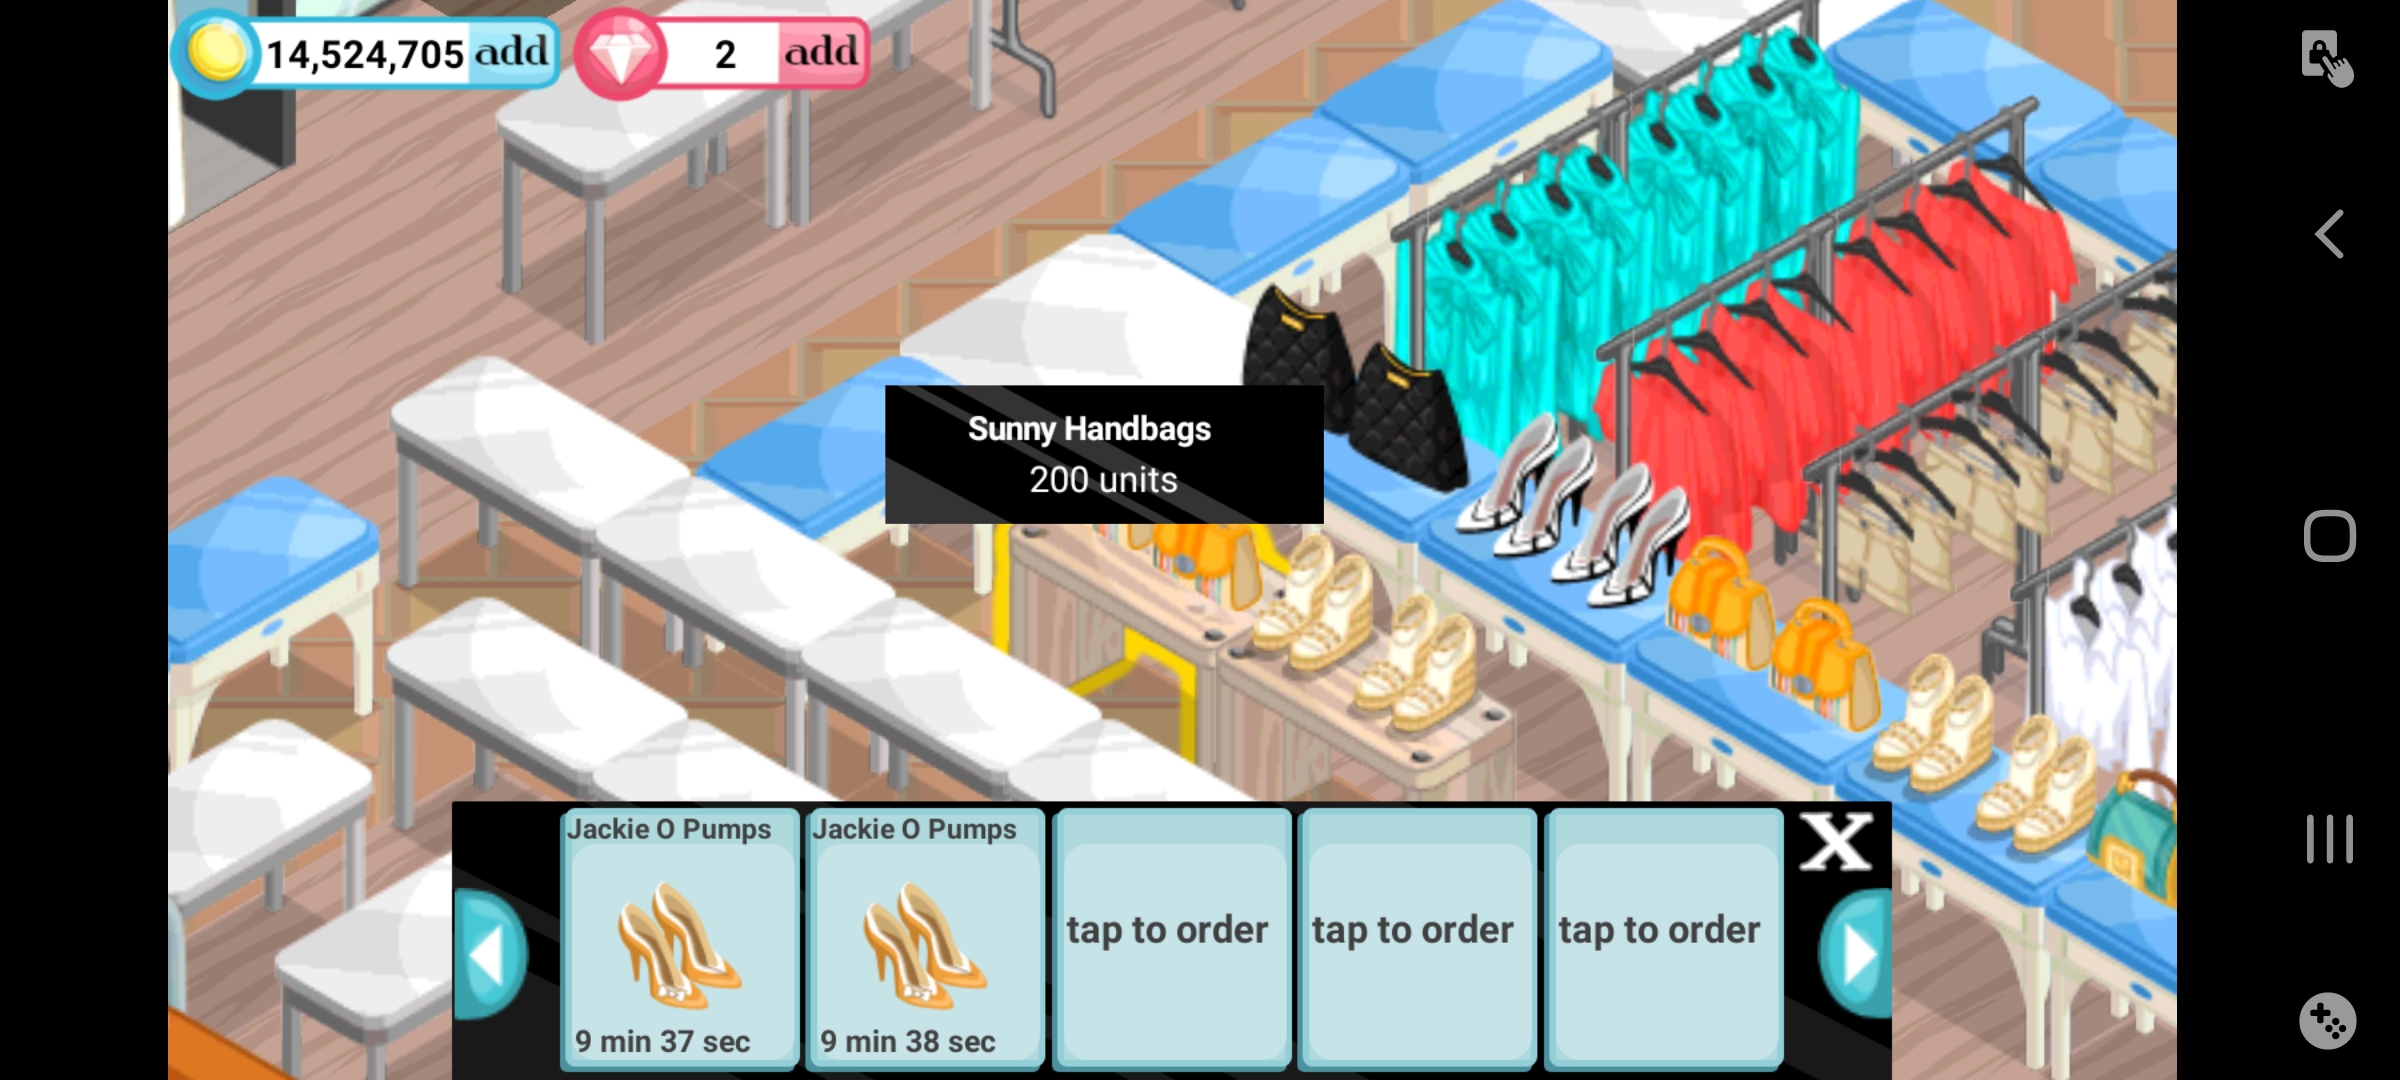 14,524,705 add
2 add
Sunny Handbags
200 units
Jackie O Pumps
9 min 37 sec
Jackie O Pumps
9 min 38 sec
tap to order
tap to order
tap to order
X